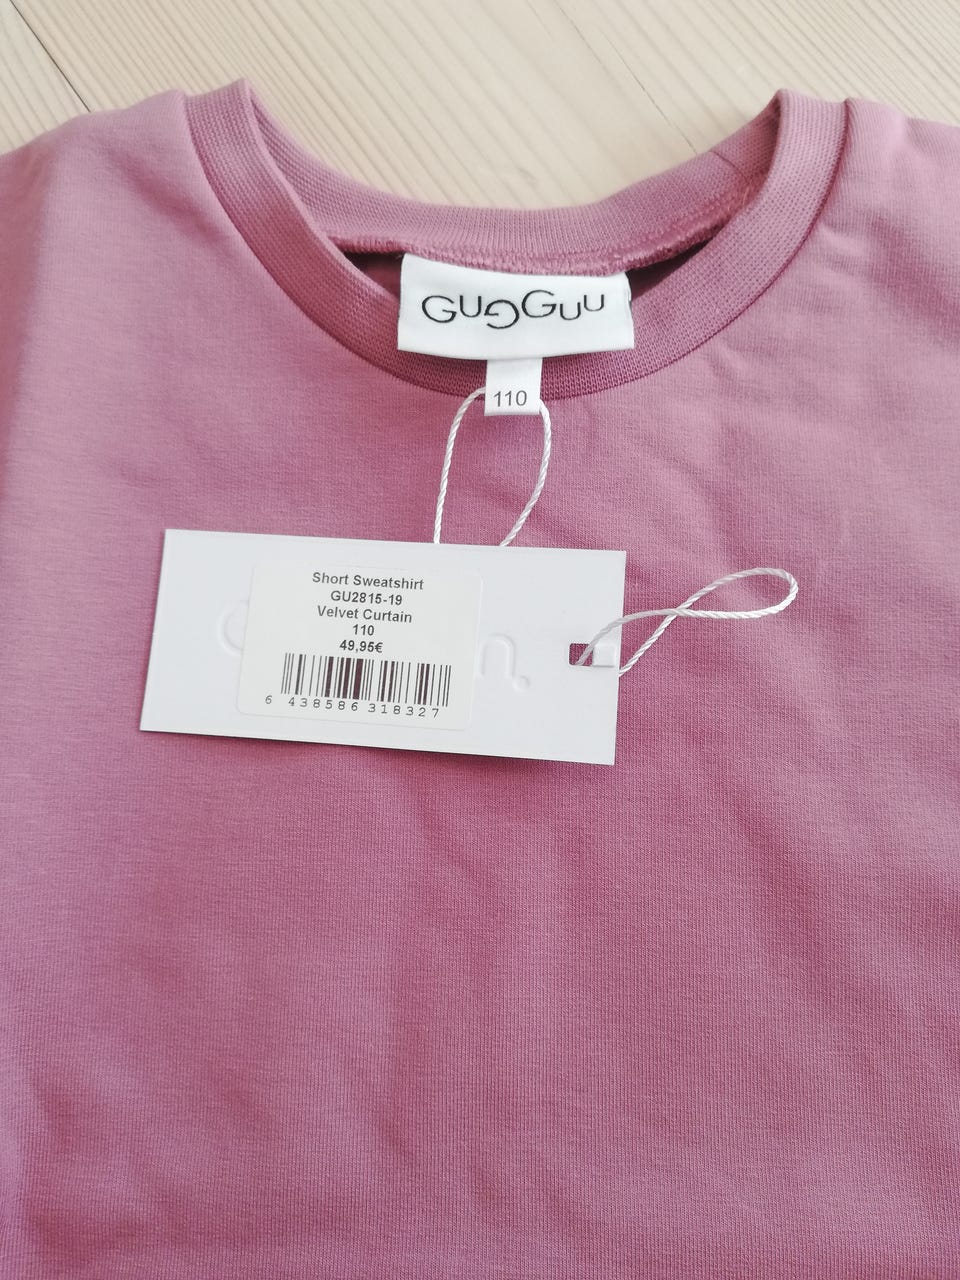 GUGGUU
110
Short Sweatshirt
GU2815-19
Velvet Curtain
110
49,95€
6 438586 318327
n.